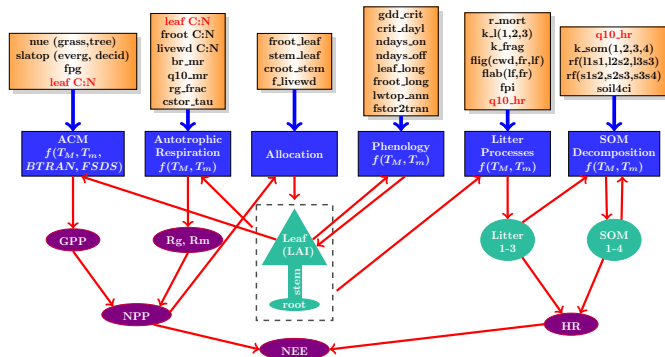 nue (grass,tree)
slatop (everg, decid)
fpg
leaf C:N
leaf C:N
froot C:N
livewd C:N
br_mr
q10_mr
rg_frac
cstor_tau
froot_leaf
stem_leaf
croot_stem
f_livewd
gdd_crit
crit_dayl
ndays_on
ndays_off
leaf_long
froot_long
lwtop_ann
fstor2tran
r_mort
k_l(1,2,3)
k_frag
flig(cwd,fr,lf)
flab(lf,fr)
fpi
q10_hr
q10_hr
k_som(1,2,3,4)
rf(l1s1,l2s2,l3s3)
rf(s1s2,s2s3,s3s4)
soil4ci
ACM
f(T_M, T_m,
BTRAN, FSDS)
Autotrophic
Respiration
f(T_M, T_m)
Allocation
Phenology
f(T_M, T_m)
Litter
Processes
f(T_M, T_m)
SOM
Decomposition
f(T_M, T_m)
GPP
Rg, Rm
Leaf
(LAI)
stem
root
Litter
1-3
SOM
1-4
NPP
HR
NEE